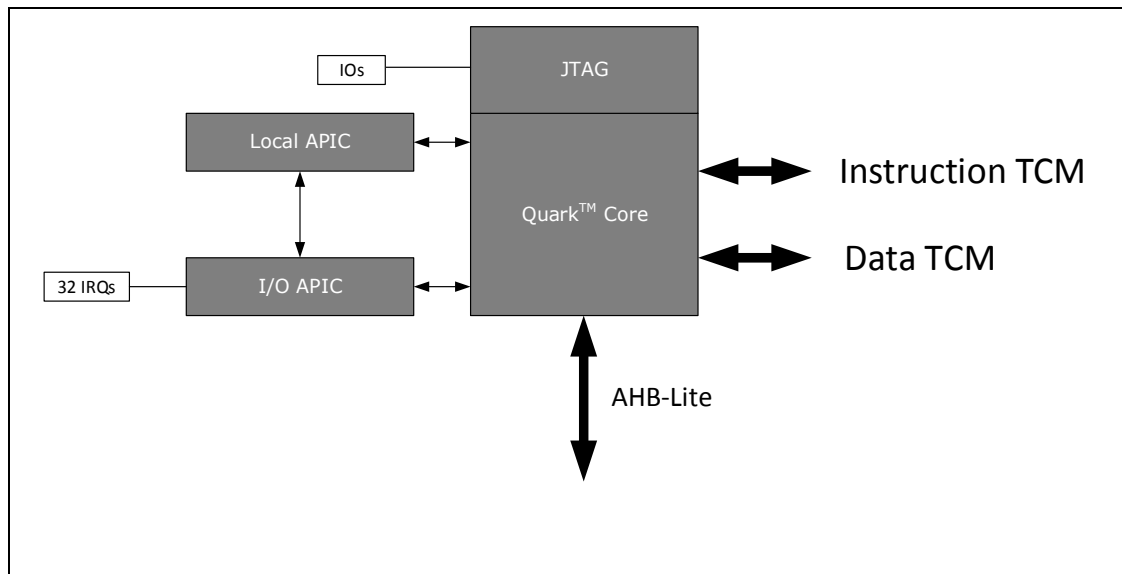 IOs
JTAG
Local APIC
Instruction TCM
Quark™ Core
Data TCM
32 IRQs
I/O APIC
AHB-Lite